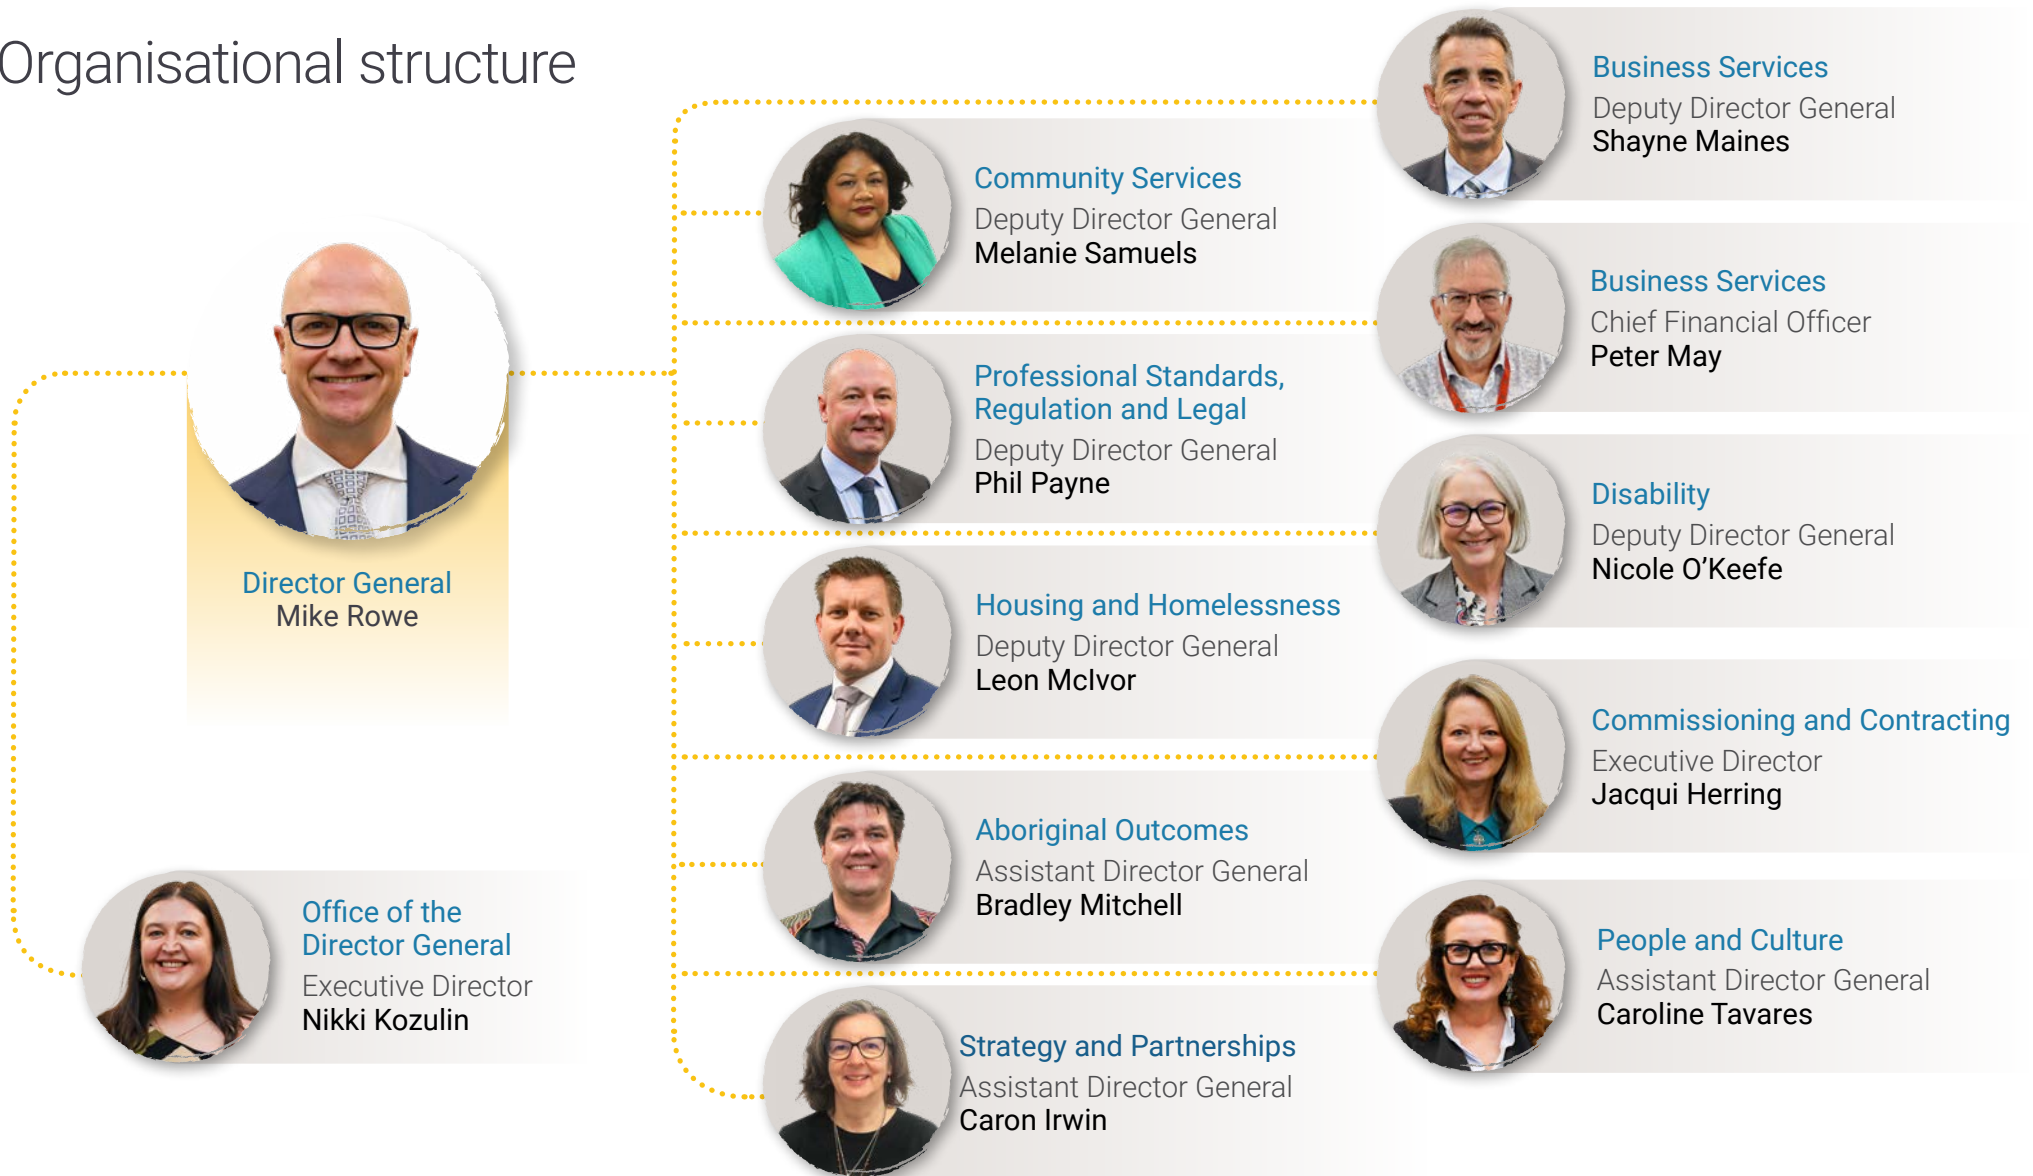 Organisational structure
Director General
Mike Rowe
Office of the
Director General
Executive Director
Nikki Kozulin
Community Services
Deputy Director General
Melanie Samuels
Professional Standards,
Regulation and Legal
Deputy Director General
Phil Payne
Housing and Homelessness
Deputy Director General
Leon McIvor
Aboriginal Outcomes
Assistant Director General
Bradley Mitchell
Strategy and Partnerships
Assistant Director General
Caron Irwin
Business Services
Deputy Director General
Shayne Maines
Business Services
Chief Financial Officer
Peter May
Disability
Deputy Director General
Nicole O’Keefe
Commissioning and Contracting
Executive Director
Jacqui Herring
People and Culture
Assistant Director General
Caroline Tavares